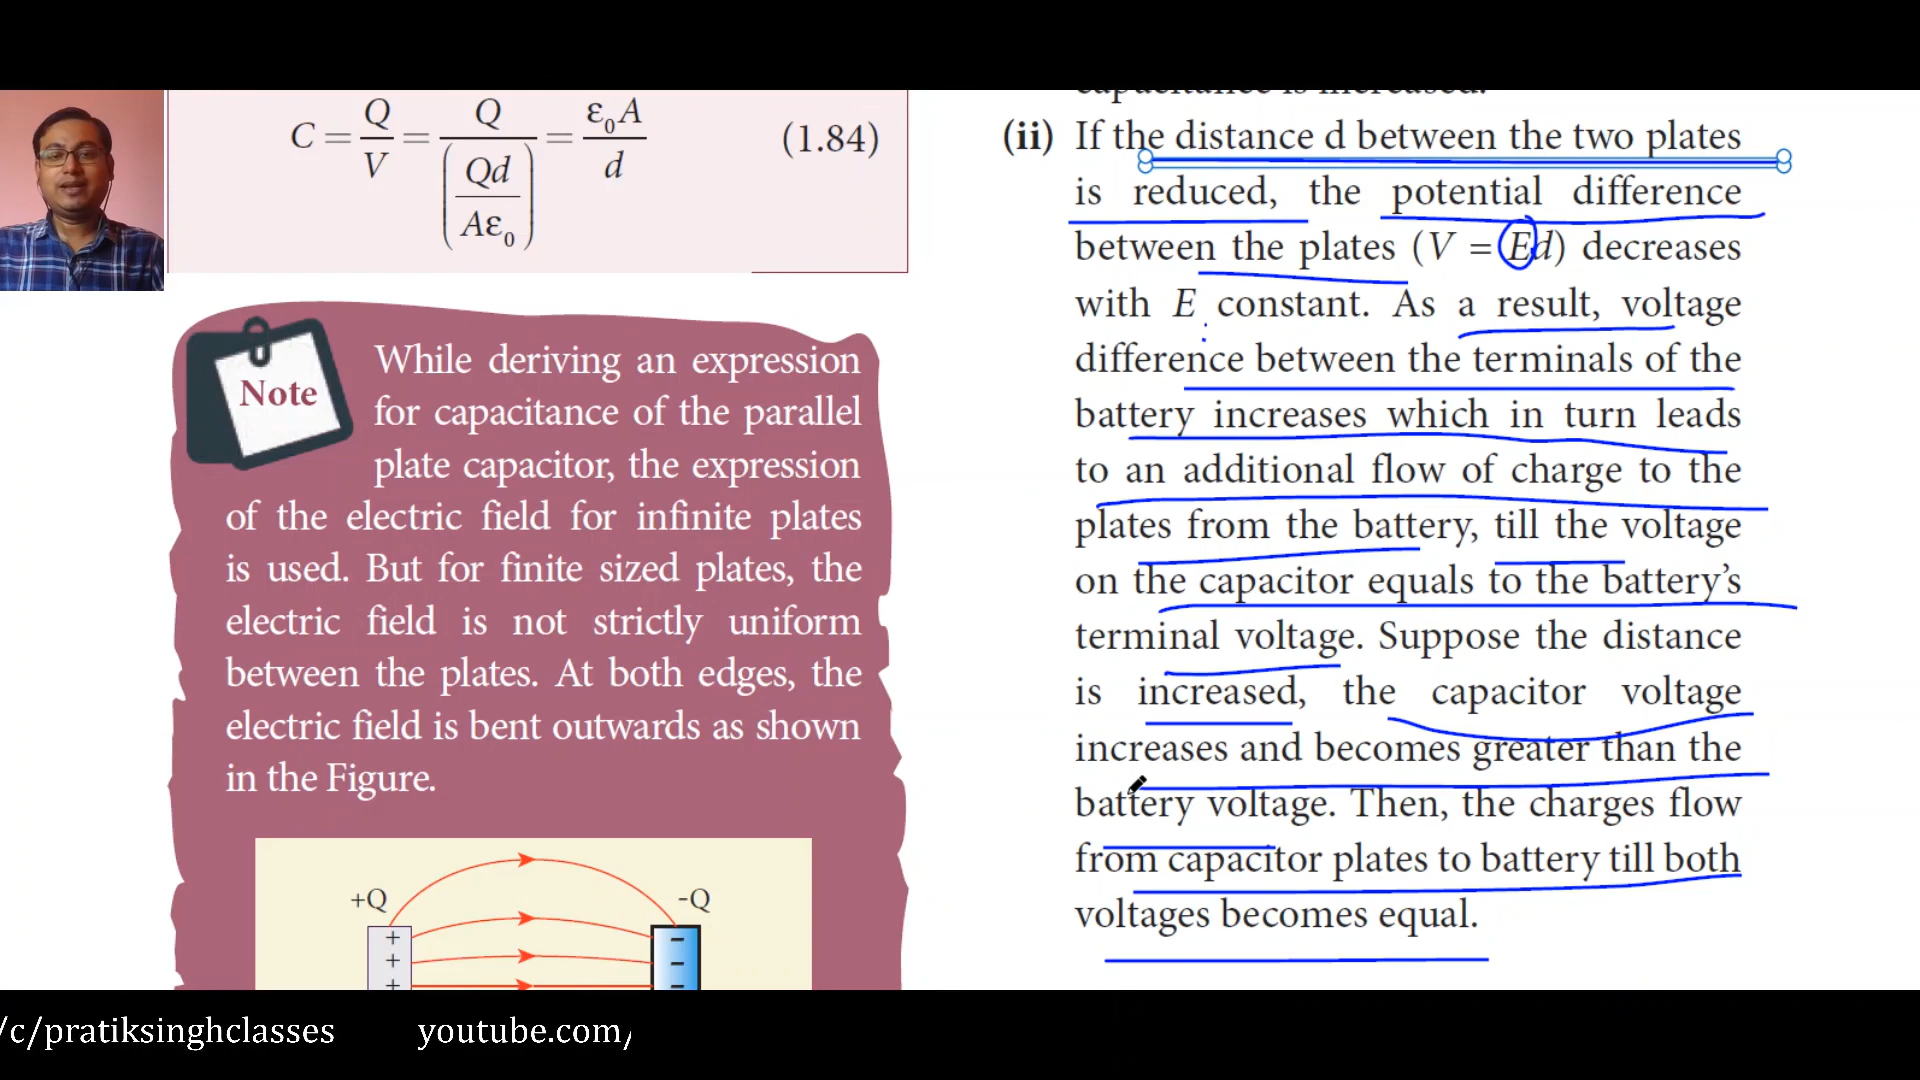 C = Q/V = Q/(Qd/Aε₀) = ε₀A/d (1.84)
Note
While deriving an expression
for capacitance of the parallel
plate capacitor, the expression
of the electric field for infinite plates
is used. But for finite sized plates, the
electric field is not strictly uniform
between the plates. At both edges, the
electric field is bent outwards as shown
in the Figure.
+Q -Q
+ -
+ -
+ -
capacitance is increased.
(ii) If the distance d between the two plates
is reduced, the potential difference
between the plates (V = Ed) decreases
with E constant. As a result, voltage
difference between the terminals of the
battery increases which in turn leads
to an additional flow of charge to the
plates from the battery, till the voltage
on the capacitor equals to the battery’s
terminal voltage. Suppose the distance
is increased, the capacitor voltage
increases and becomes greater than the
battery voltage. Then, the charges flow
from capacitor plates to battery till both
voltages becomes equal.
/c/pratiksinghclasses youtube.com/